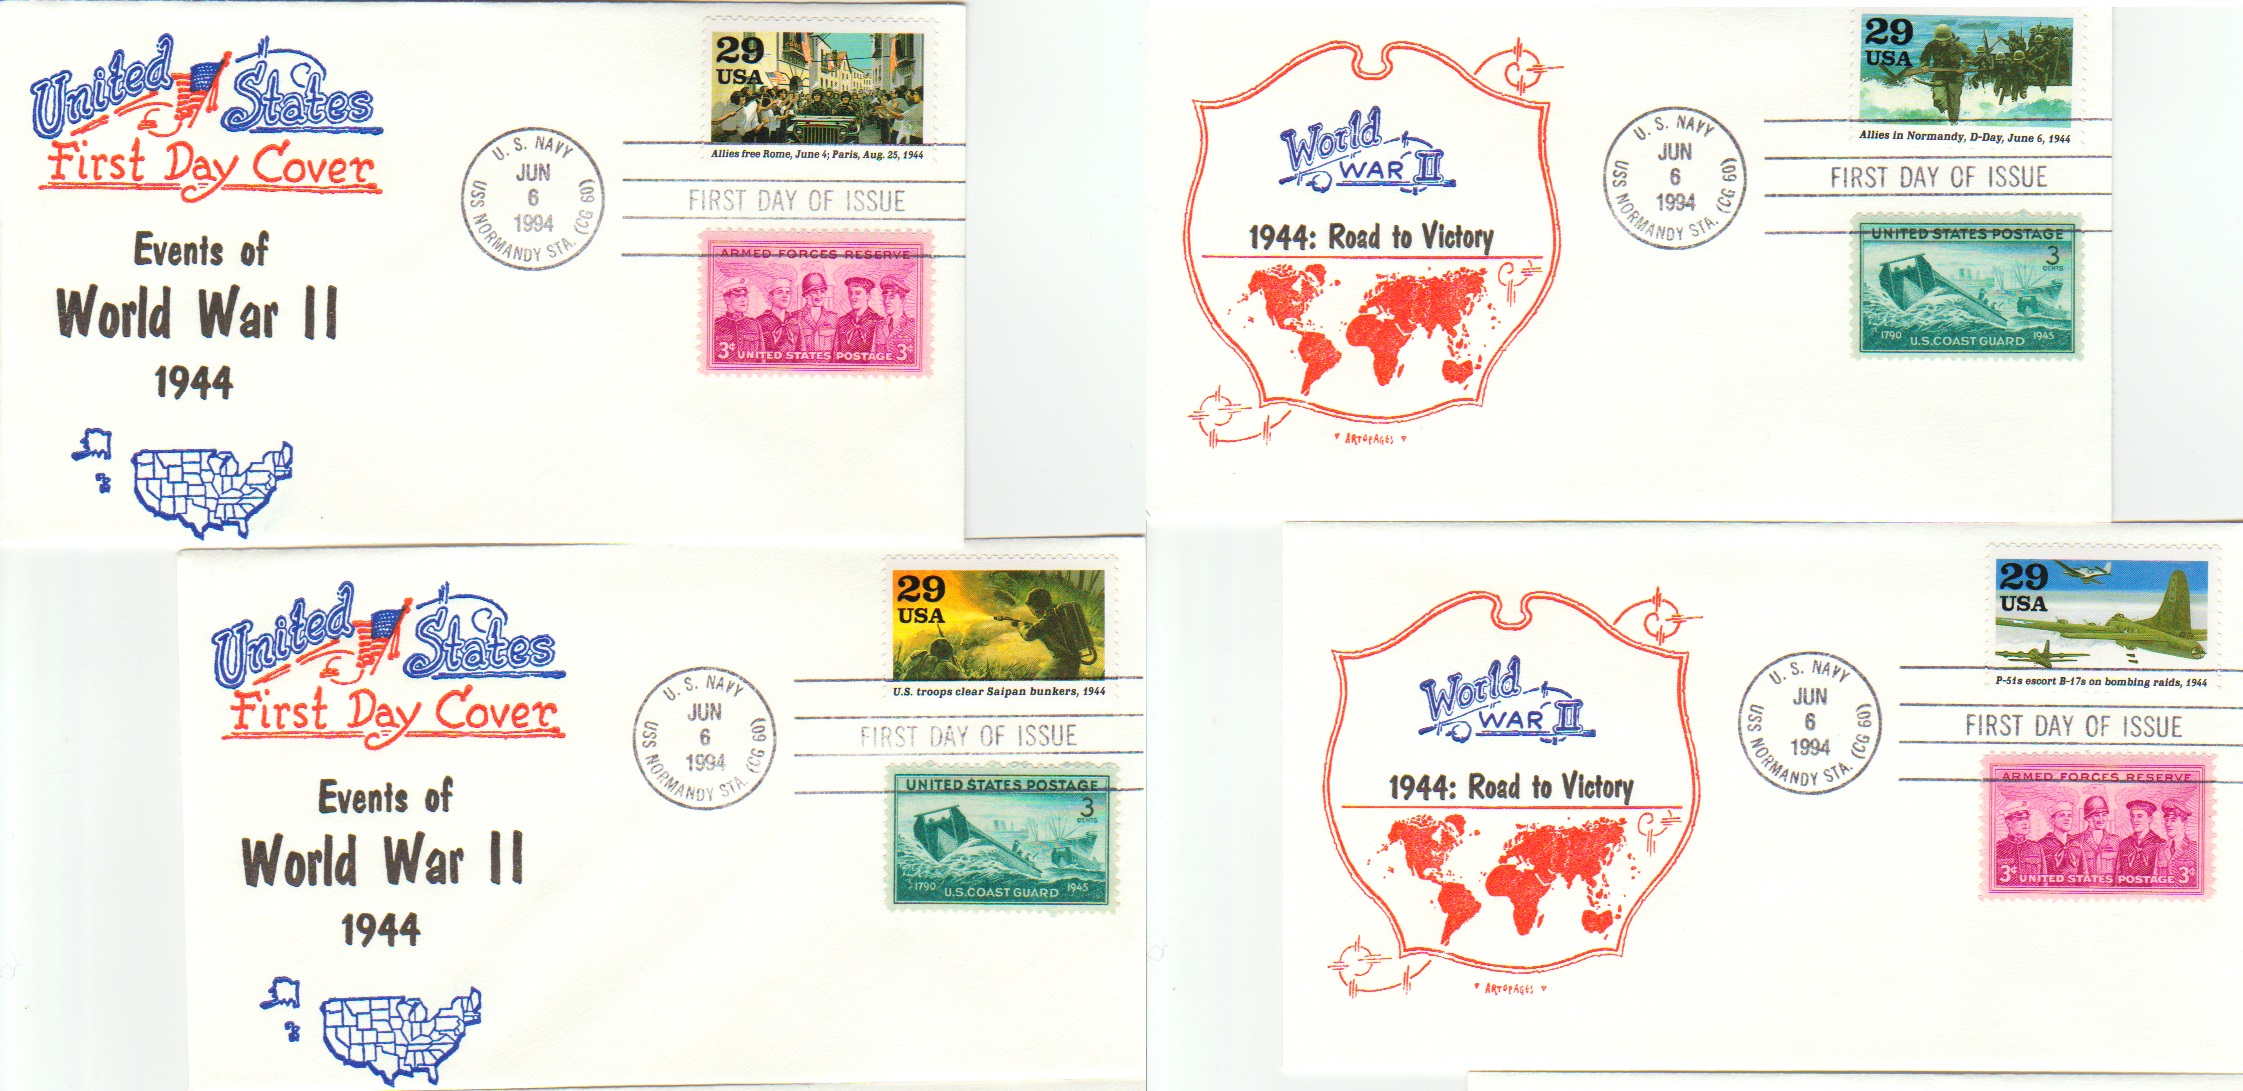 United States
First Day Cover
Events of
World War II
1944
U. S. NAVY
JUN
6
1994
USS NORMANDY STA. (CG 60)
29
USA
Allies free Rome, June 4; Paris, Aug. 25, 1944
FIRST DAY OF ISSUE
ARMED FORCES RESERVE
3¢ UNITED STATES POSTAGE 3¢
World
WAR II
1944: Road to Victory
ARTOPAGES
U. S. NAVY
JUN
6
1994
USS NORMANDY STA. (CG 60)
29
USA
Allies in Normandy, D-Day, June 6, 1944
FIRST DAY OF ISSUE
UNITED STATES POSTAGE
3
CENTS
1790 U.S. COAST GUARD 1945
United States
First Day Cover
Events of
World War II
1944
U. S. NAVY
JUN
6
1994
USS NORMANDY STA. (CG 60)
29
USA
U.S. troops clear Saipan bunkers, 1944
FIRST DAY OF ISSUE
UNITED STATES POSTAGE
3
CENTS
1790 U.S. COAST GUARD 1945
World
WAR II
1944: Road to Victory
ARTOPAGES
U. S. NAVY
JUN
6
1994
USS NORMANDY STA. (CG 60)
29
USA
P-51s escort B-17s on bombing raids, 1944
FIRST DAY OF ISSUE
ARMED FORCES RESERVE
3¢ UNITED STATES POSTAGE 3¢